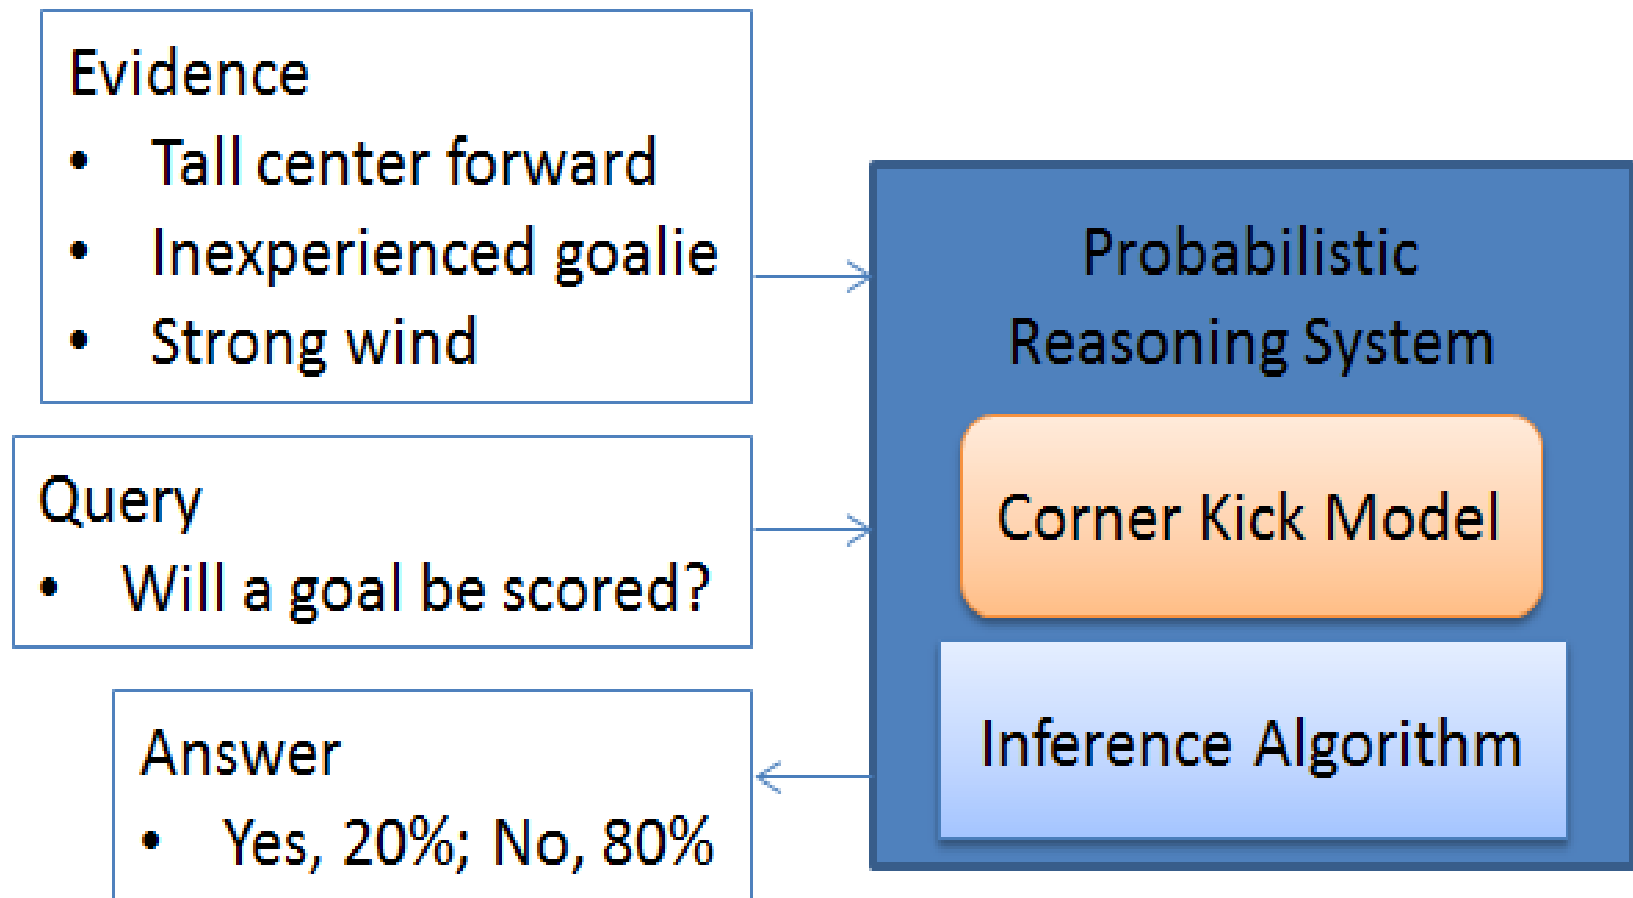 Evidence
• Tall center forward
• Inexperienced goalie
• Strong wind
Query
• Will a goal be scored?
Answer
• Yes, 20%; No, 80%
Probabilistic
Reasoning System
Corner Kick Model
Inference Algorithm